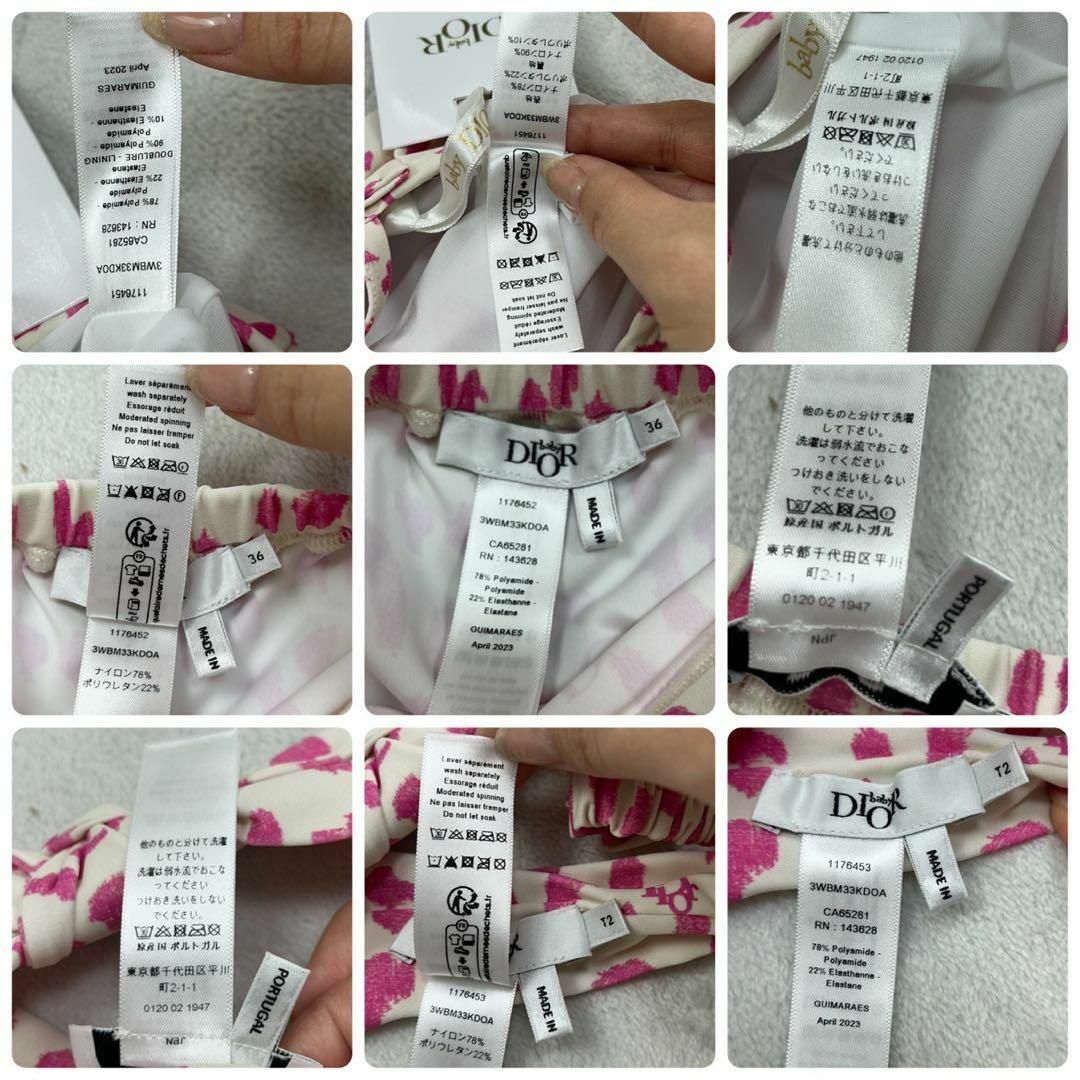 April 2023
GUIMARAES
Elastane
10% Elasthanne -
Polyamide
90% Polyamide -
DOUBLURE - LINING
Elastane
22% Elasthanne -
Polyamide
78% Polyamide -
RN : 143628
CA65281
3WBM33KDOA
1176451
baby
DIOR
ポリウレタン10%
ナイロン90%
裏地
ポリウレタン22%
ナイロン78%
表地
3WBM33KDOA
1176451
baby
quefairedemesdechets.fr
FR
Do not let soak
Ne pas laisser tremper
Moderated spinning
Essorage réduit
wash separately
Laver séparément
baby
0120 02 1947
町2-1-1
東京都千代田区平川
原産国 ポルトガル
でください。
つけおき洗いをしない
ってください
洗濯は弱水流でおこな
して下さい。
他のものと分けて洗濯
Laver séparément
wash separately
Essorage réduit
Moderated spinning
Ne pas laisser tremper
Do not let soak
FR
quefairedemesdechets.fr
36
MADE IN
1176452
3WBM33KDOA
ナイロン78%
ポリウレタン22%
baby
DIOR
36
MADE IN
1176452
3WBM33KDOA
CA65281
RN : 143628
78% Polyamide -
Polyamide
22% Elasthanne -
Elastane
GUIMARAES
April 2023
他のものと分けて洗濯
して下さい。
洗濯は弱水流でおこな
ってください
つけおき洗いをしない
でください。
原産国 ポルトガル
東京都千代田区平川
町2-1-1
0120 02 1947
JPN
PORTUGAL
他のものと分けて洗濯
して下さい。
洗濯は弱水流でおこな
ってください
つけおき洗いをしない
でください。
原産国 ポルトガル
東京都千代田区平川
町2-1-1
0120 02 1947
JPN
PORTUGAL
Laver séparément
wash separately
Essorage réduit
Moderated spinning
Ne pas laisser tremper
Do not let soak
FR
quefairedemesdechets.fr
T2
MADE IN
1176453
3WBM33KDOA
ナイロン78%
ポリウレタン22%
baby
DIOR
T2
MADE IN
1176453
3WBM33KDOA
CA65281
RN : 143628
78% Polyamide -
Polyamide
22% Elasthanne -
Elastane
GUIMARAES
April 2023